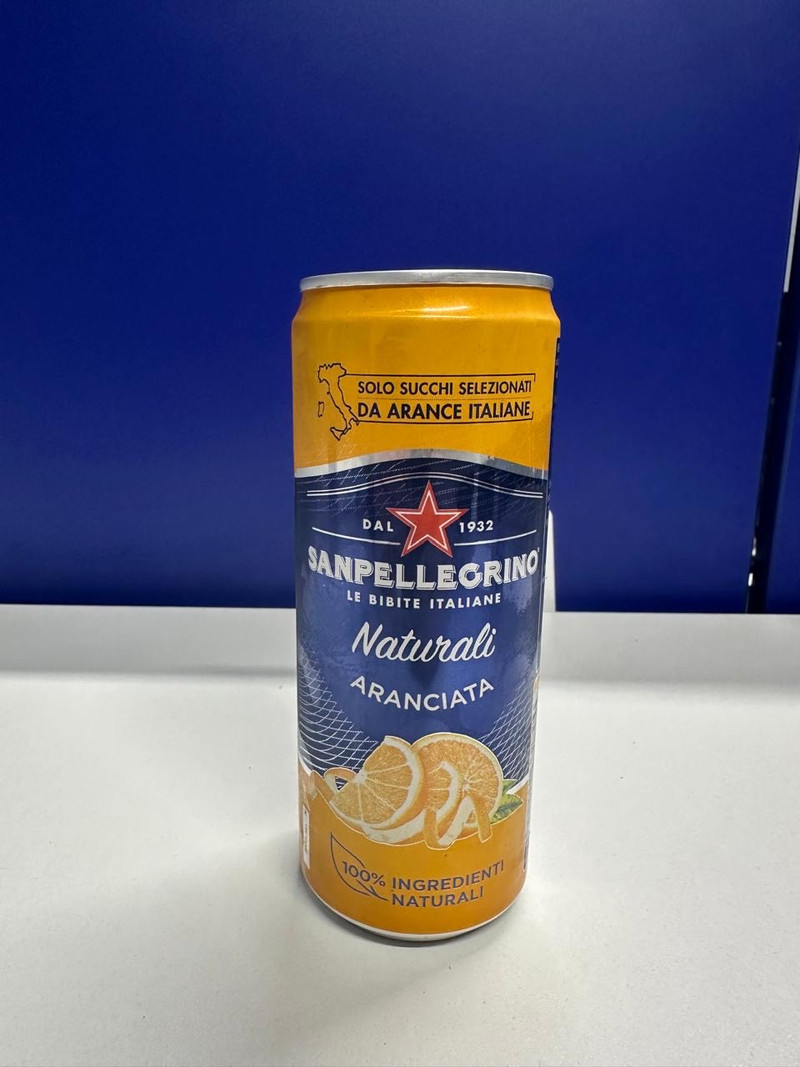 SOLO SUCCHI SELEZIONATI
DA ARANCE ITALIANE
DAL 1932
SANPELLEGRINO
LE BIBITE ITALIANE
Naturali
ARANCIATA
100% INGREDIENTI
NATURALI